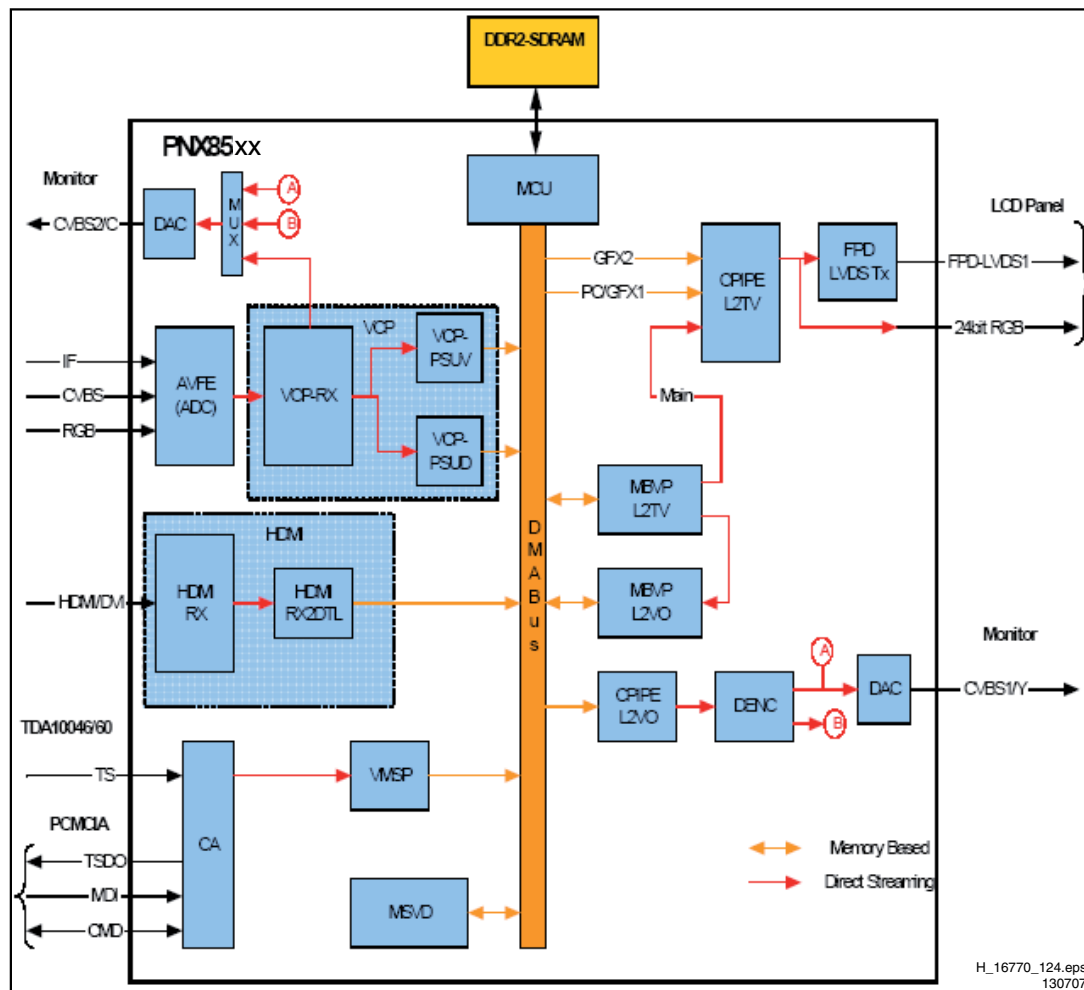 DDR2-SDRAM
PNX85xx
MCU
Monitor
CVBS2/C
DAC
MUX
A
B
GFX2
PC/GFX1
CPIPE
L2TV
FPD
LVDS Tx
LCD Panel
FPD-LVDS1
24bit RGB
IF
CVBS
RGB
AVFE
(ADC)
VCP
VCP-RX
VCP-
PSUV
VCP-
PSUD
Main
MBVP
L2TV
DMA Bus
HDMI
HDMI/DVI
HDMI
RX
HDMI
RX2DTL
MBVP
L2VO
CPIPE
L2VO
DENC
A
B
DAC
Monitor
CVBS1/Y
TDA10046/60
TS
PCMCIA
TSDO
MDI
CMD
CA
VMSP
MSVD
Memory Based
Direct Streaming
H_16770_124.eps
130707